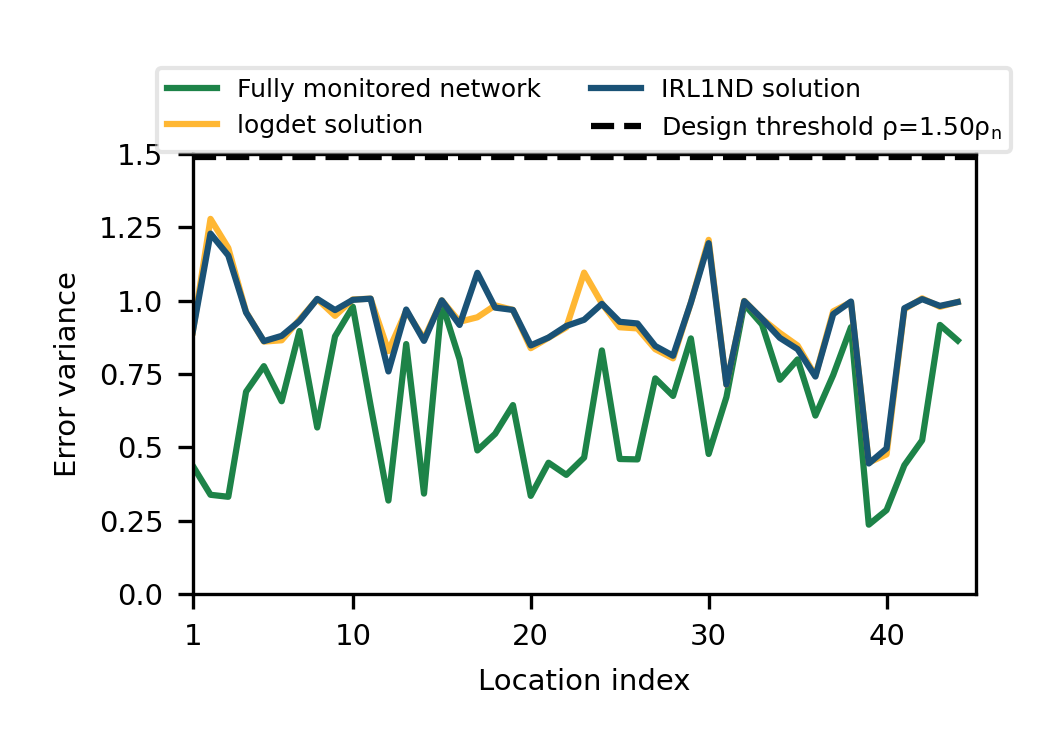 Fully monitored network
logdet solution
IRL1ND solution
Design threshold ρ=1.50ρn
1.5
1.25
1.0
0.75
0.5
0.25
0.0
Error variance
1 10 20 30 40
Location index